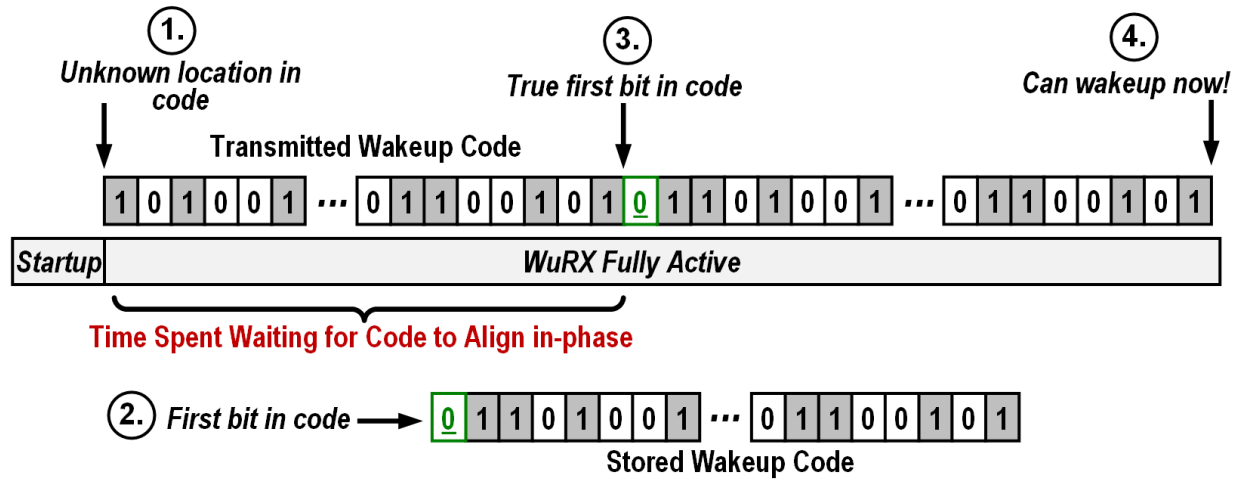 1.
Unknown location in
code
3.
True first bit in code
4.
Can wakeup now!
Transmitted Wakeup Code
1 0 1 0 0 1 ... 0 1 1 0 0 1 0 1 0 1 1 0 1 0 0 1 ... 0 1 1 0 0 1 0 1
Startup WuRX Fully Active
Time Spent Waiting for Code to Align in-phase
2. First bit in code 0 1 1 0 1 0 0 1 ... 0 1 1 0 0 1 0 1
Stored Wakeup Code